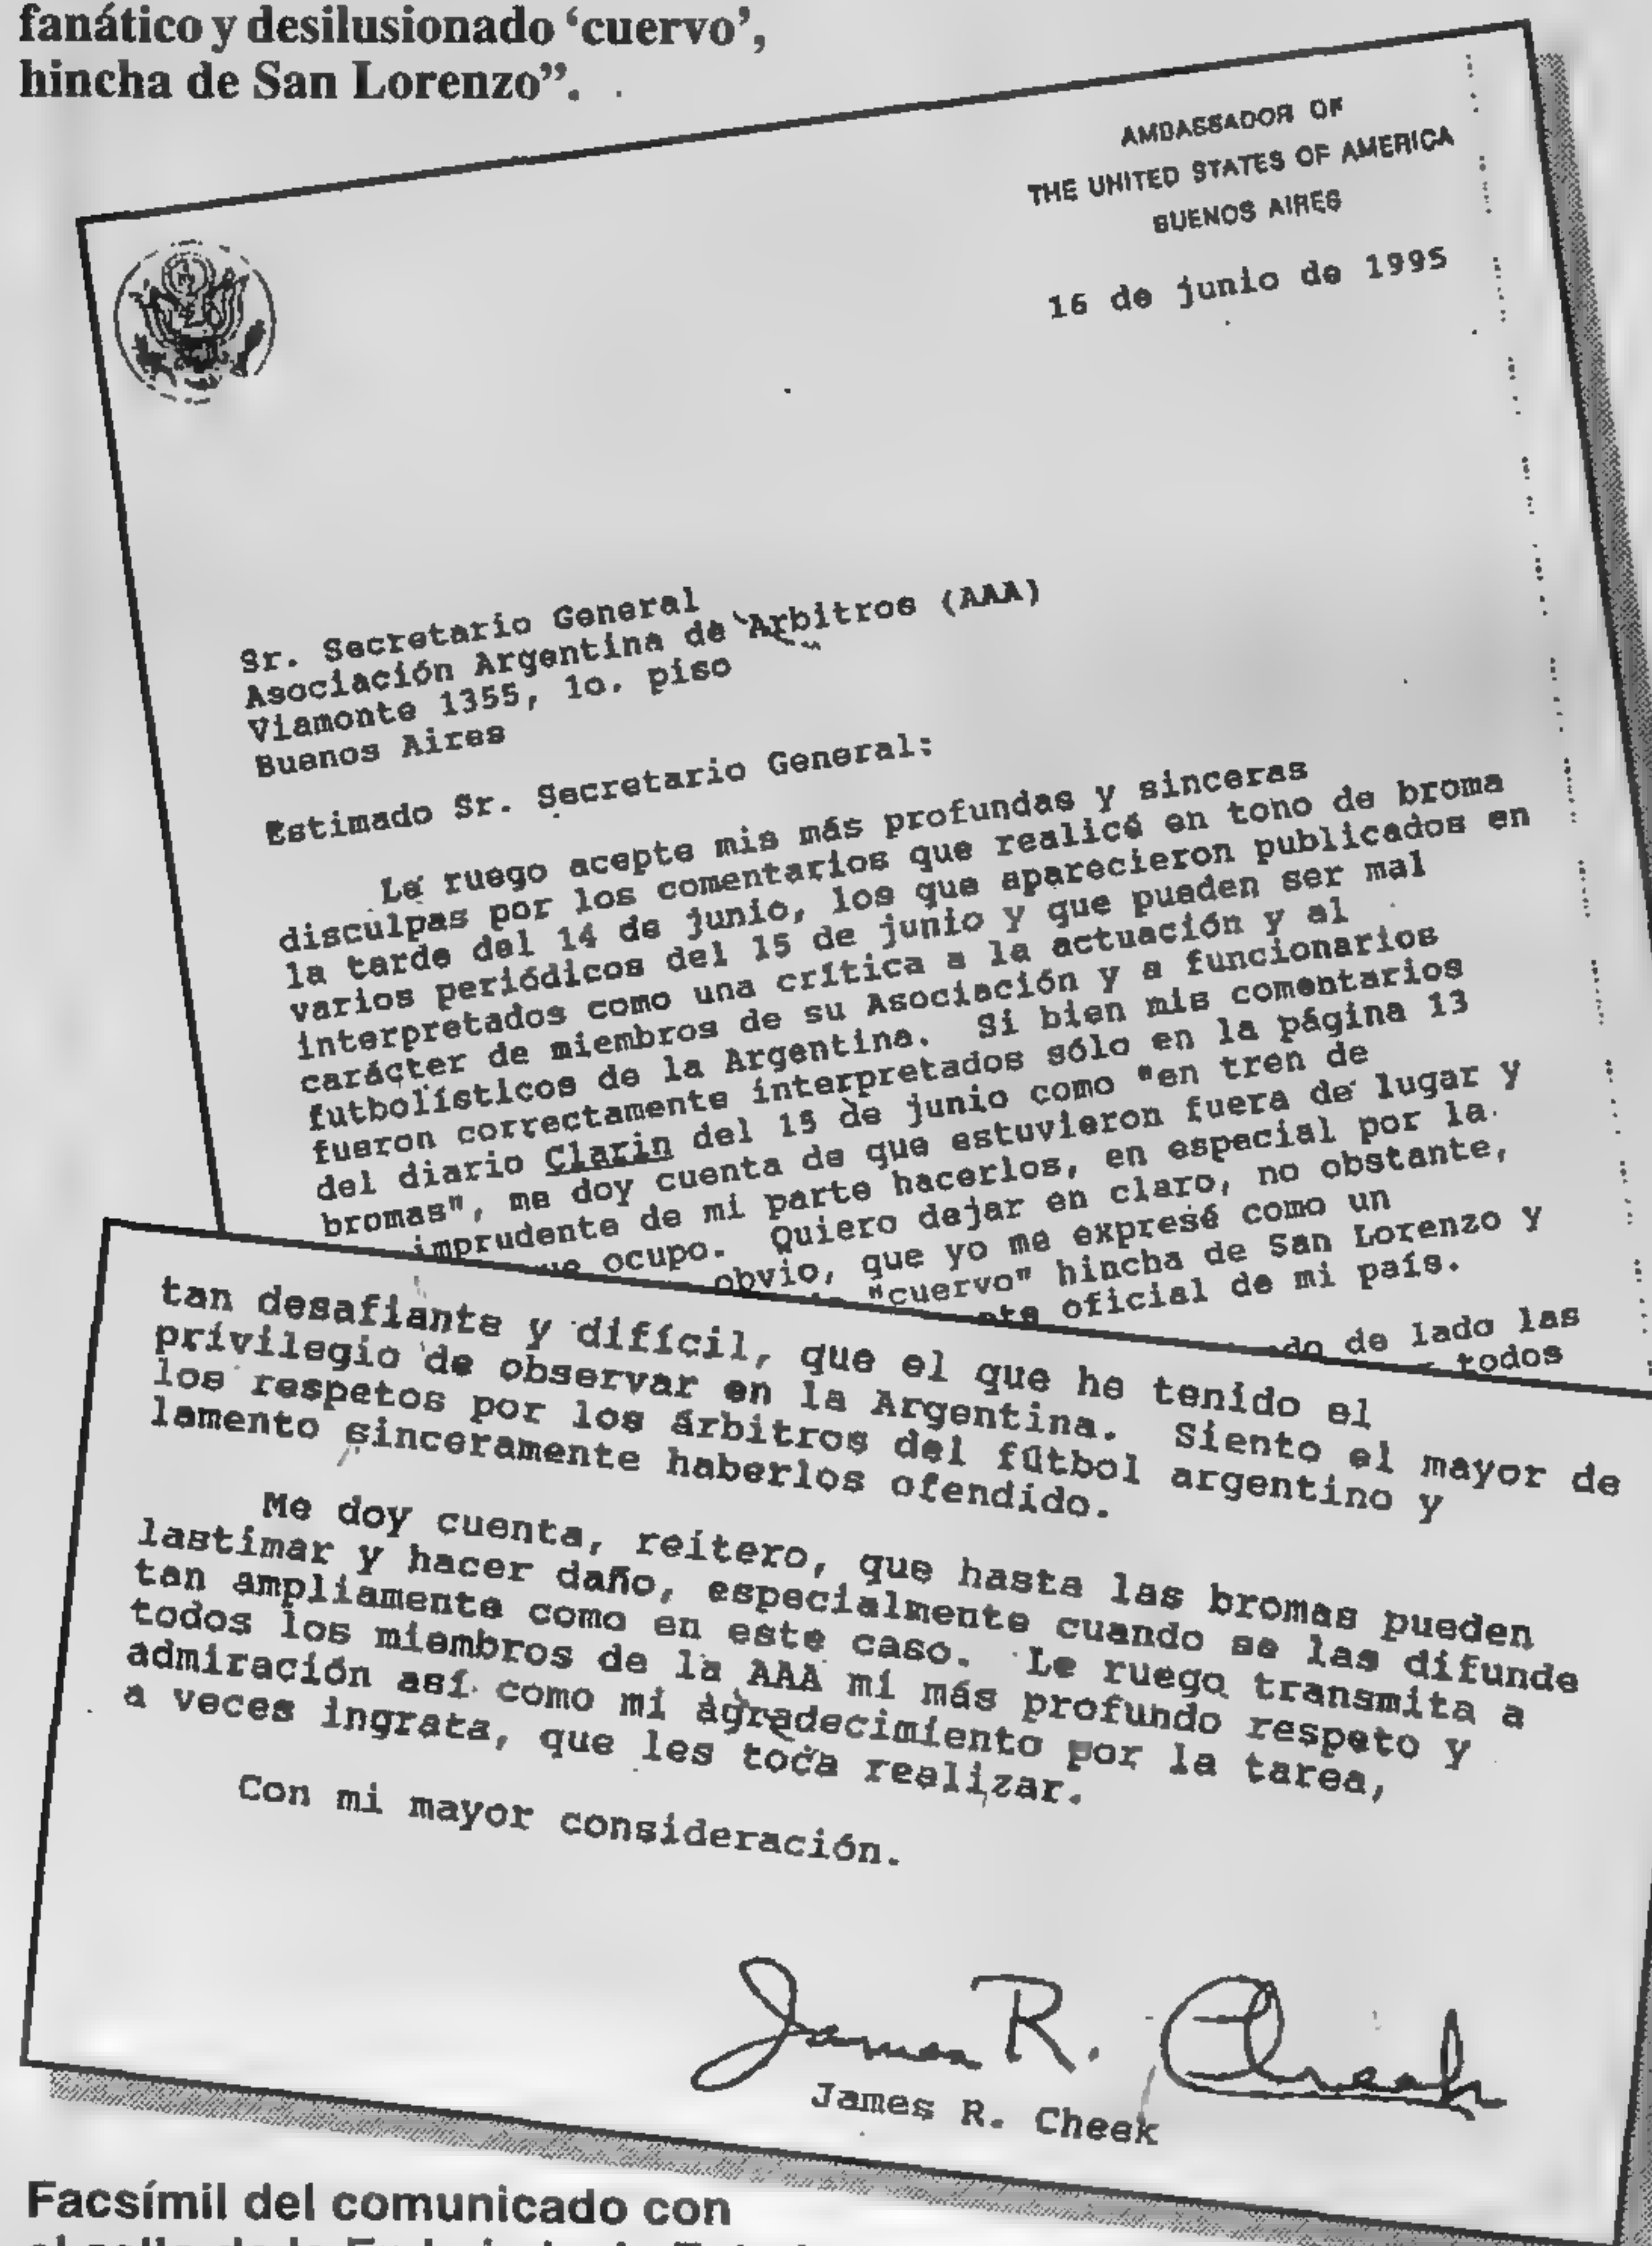 fanático y desilusionado ‘cuervo’,
hincha de San Lorenzo”.
AMBASSADOR OF
THE UNITED STATES OF AMERICA
BUENOS AIRES
16 de junio de 1995
Sr. Secretario General
Asociación Argentina de Arbitros (AAA)
Viamonte 1355, 1o. piso
Buenos Aires
Estimado Sr. Secretario General:
Le ruego acepte mis más profundas y sinceras
disculpas por los comentarios que realicé en tono de broma
la tarde del 14 de junio, los que aparecieron publicados en
varios periódicos del 15 de junio y que pueden ser mal
interpretados como una crítica a la actuación y al
carácter de miembros de su Asociación y a funcionarios
futbolísticos de la Argentina. Si bien mis comentarios
fueron correctamente interpretados sólo en la página 13
del diario Clarín del 15 de junio como "en tren de
bromas", me doy cuenta de que estuvieron fuera de lugar y
imprudente de mi parte hacerlos, en especial por la
ocupo. Quiero dejar en claro, no obstante,
obvio, que yo me expresé como un
"cuervo" hincha de San Lorenzo y
oficial de mi país.
de lado las
todos
tan desafiante y difícil, que el que he tenido el
privilegio de observar en la Argentina. Siento el mayor de
los respetos por los árbitros del fútbol argentino y
lamento sinceramente haberlos ofendido.
Me doy cuenta, reitero, que hasta las bromas pueden
lastimar y hacer daño, especialmente cuando se las difunde
tan ampliamente como en este caso. Le ruego transmita a
todos los miembros de la AAA mi más profundo respeto y
admiración así como mi agradecimiento por la tarea,
a veces ingrata, que les toca realizar.
Con mi mayor consideración.
James R. Cheek
James R. Cheek
Facsímil del comunicado con